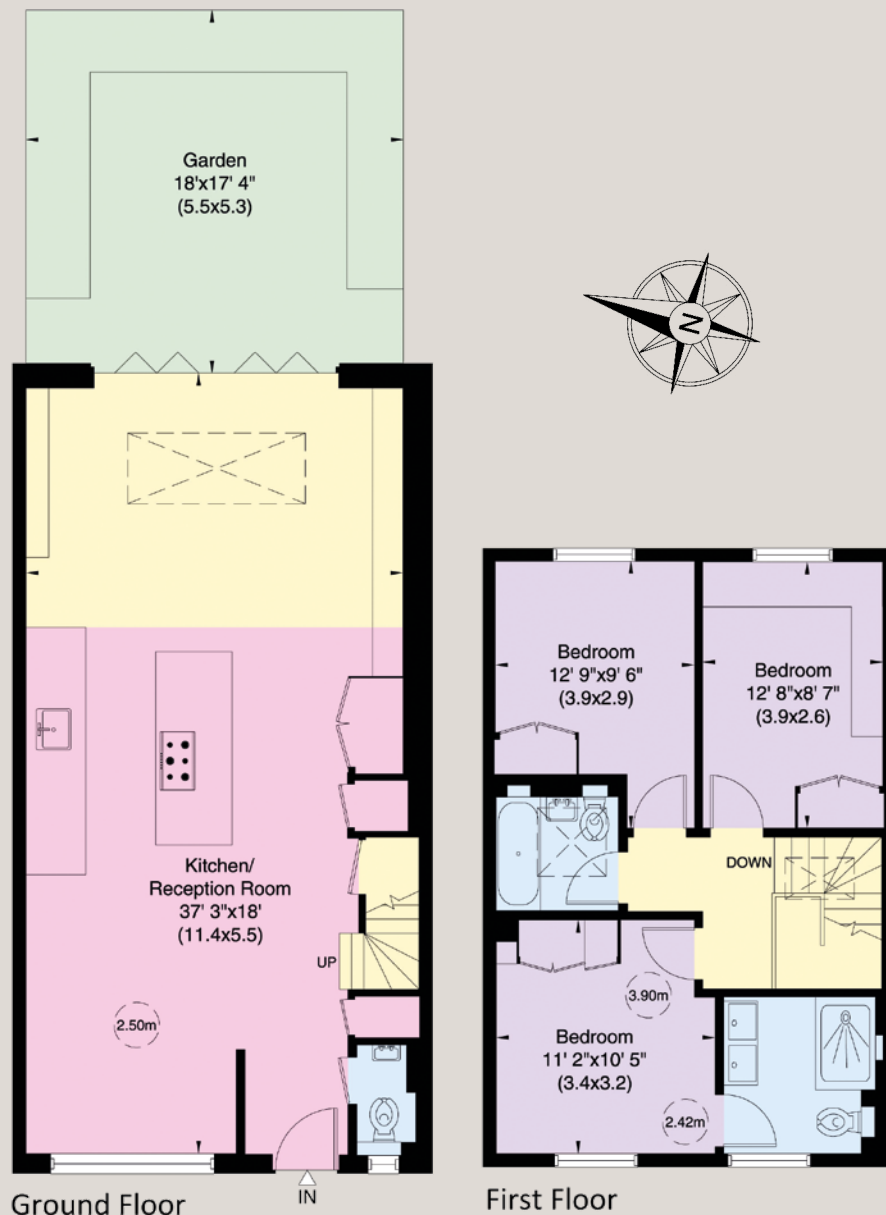 Garden
18'x17' 4"
(5.5x5.3)
N
Bedroom
12' 9"x9' 6"
(3.9x2.9)
Bedroom
12' 8"x8' 7"
(3.9x2.6)
Kitchen/
Reception Room
37' 3"x18'
(11.4x5.5)
UP
2.50m
DOWN
3.90m
Bedroom
11' 2"x10' 5"
(3.4x3.2)
2.42m
IN
Ground Floor
First Floor